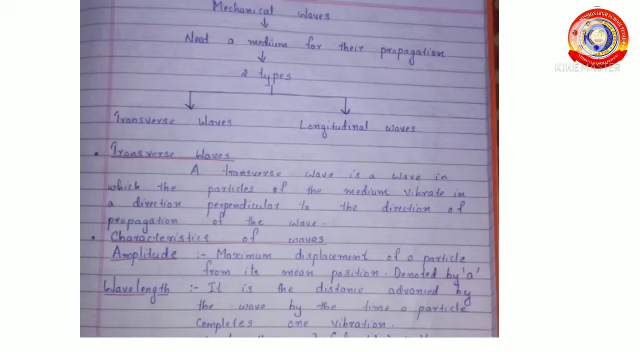 Mechanical Waves
Need a medium for their propagation
2 types
Transverse Waves
Longitudinal waves
Transverse Waves
A transverse wave is a wave in
which the particles of the medium vibrate in
a direction perpendicular to the direction of
propagation of the wave.
Characteristics of waves
Amplitude :- Maximum displacement of a particle
from its mean position. Denoted by 'a'
Wavelength :- It is the distance advanced by
the wave by the time a particle
completes one vibration.
KINEMASTER